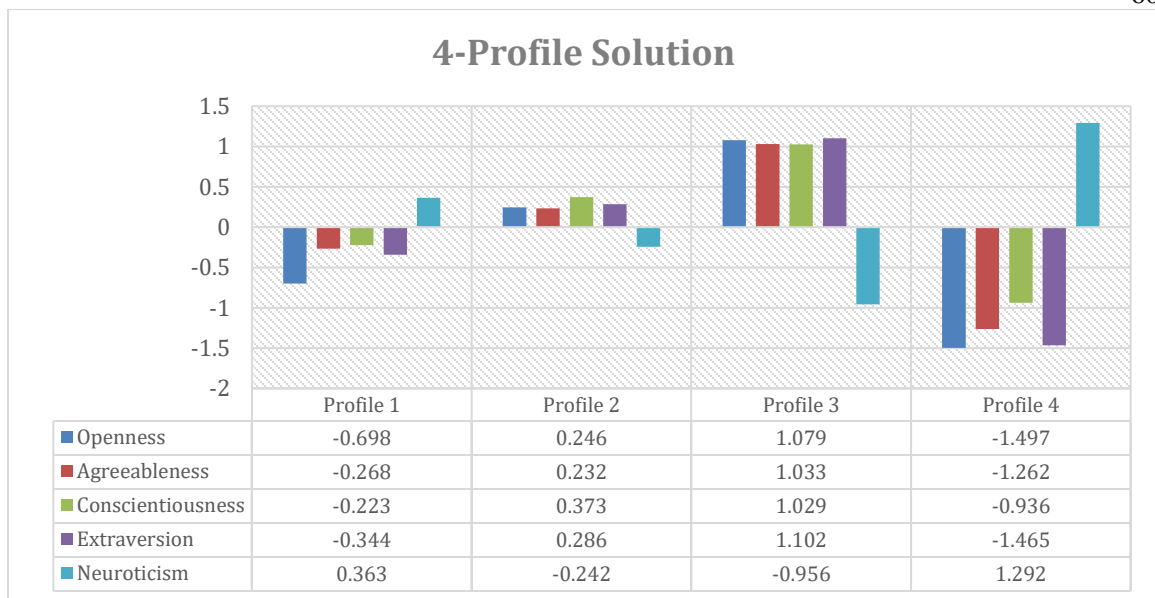 4-Profile Solution
1.5
1
0.5
0
-0.5
-1
-1.5
-2
Profile 1 Profile 2 Profile 3 Profile 4
Openness -0.698 0.246 1.079 -1.497
Agreeableness -0.268 0.232 1.033 -1.262
Conscientiousness -0.223 0.373 1.029 -0.936
Extraversion -0.344 0.286 1.102 -1.465
Neuroticism 0.363 -0.242 -0.956 1.292